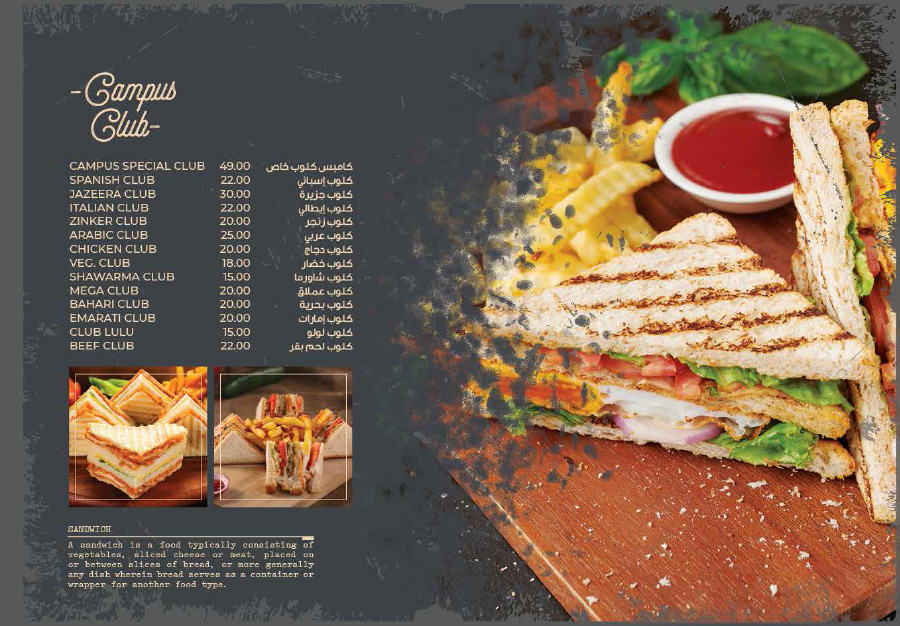 -Campus
Club-
CAMPUS SPECIAL CLUB 49.00 كامبس كلوب خاص
SPANISH CLUB 22.00 كلوب إسباني
JAZEERA CLUB 30.00 كلوب جزيرة
ITALIAN CLUB 22.00 كلوب إيطالي
ZINKER CLUB 20.00 كلوب زنجر
ARABIC CLUB 25.00 كلوب عربي
CHICKEN CLUB 20.00 كلوب دجاج
VEG. CLUB 18.00 كلوب خضار
SHAWARMA CLUB 15.00 كلوب شاورما
MEGA CLUB 20.00 كلوب عملاق
BAHARI CLUB 20.00 كلوب بحرية
EMARATI CLUB 20.00 كلوب إمارات
CLUB LULU 15.00 كلوب لولو
BEEF CLUB 22.00 كلوب لحم بقر
SANDWICH
A sandwich is a food typically consisting of
vegetables, sliced cheese or meat, placed on
or between slices of bread, or more generally
any dish wherein bread serves as a container or
wrapper for another food type.